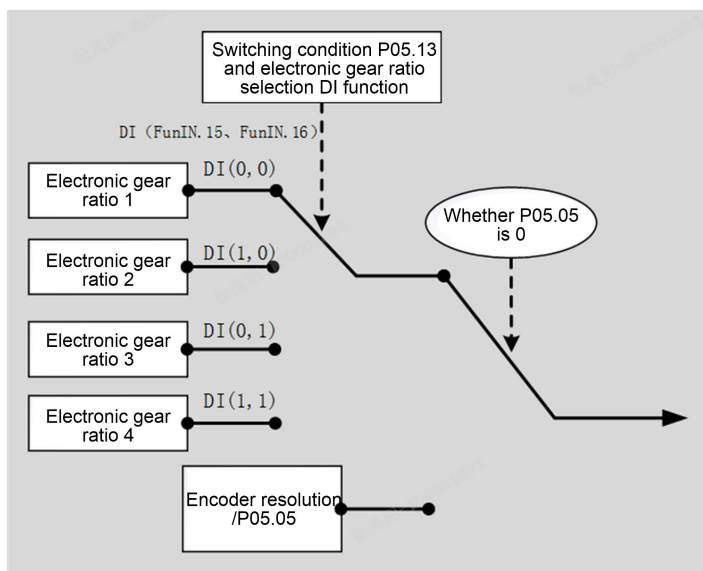 Switching condition P05.13
and electronic gear ratio
selection DI function
DI（FunIN.15、FunIN.16）
DI(0,0)
Electronic gear
ratio 1
Whether P05.05
is 0
DI(1,0)
Electronic gear
ratio 2
DI(0,1)
Electronic gear
ratio 3
DI(1,1)
Electronic gear
ratio 4
Encoder resolution
/P05.05